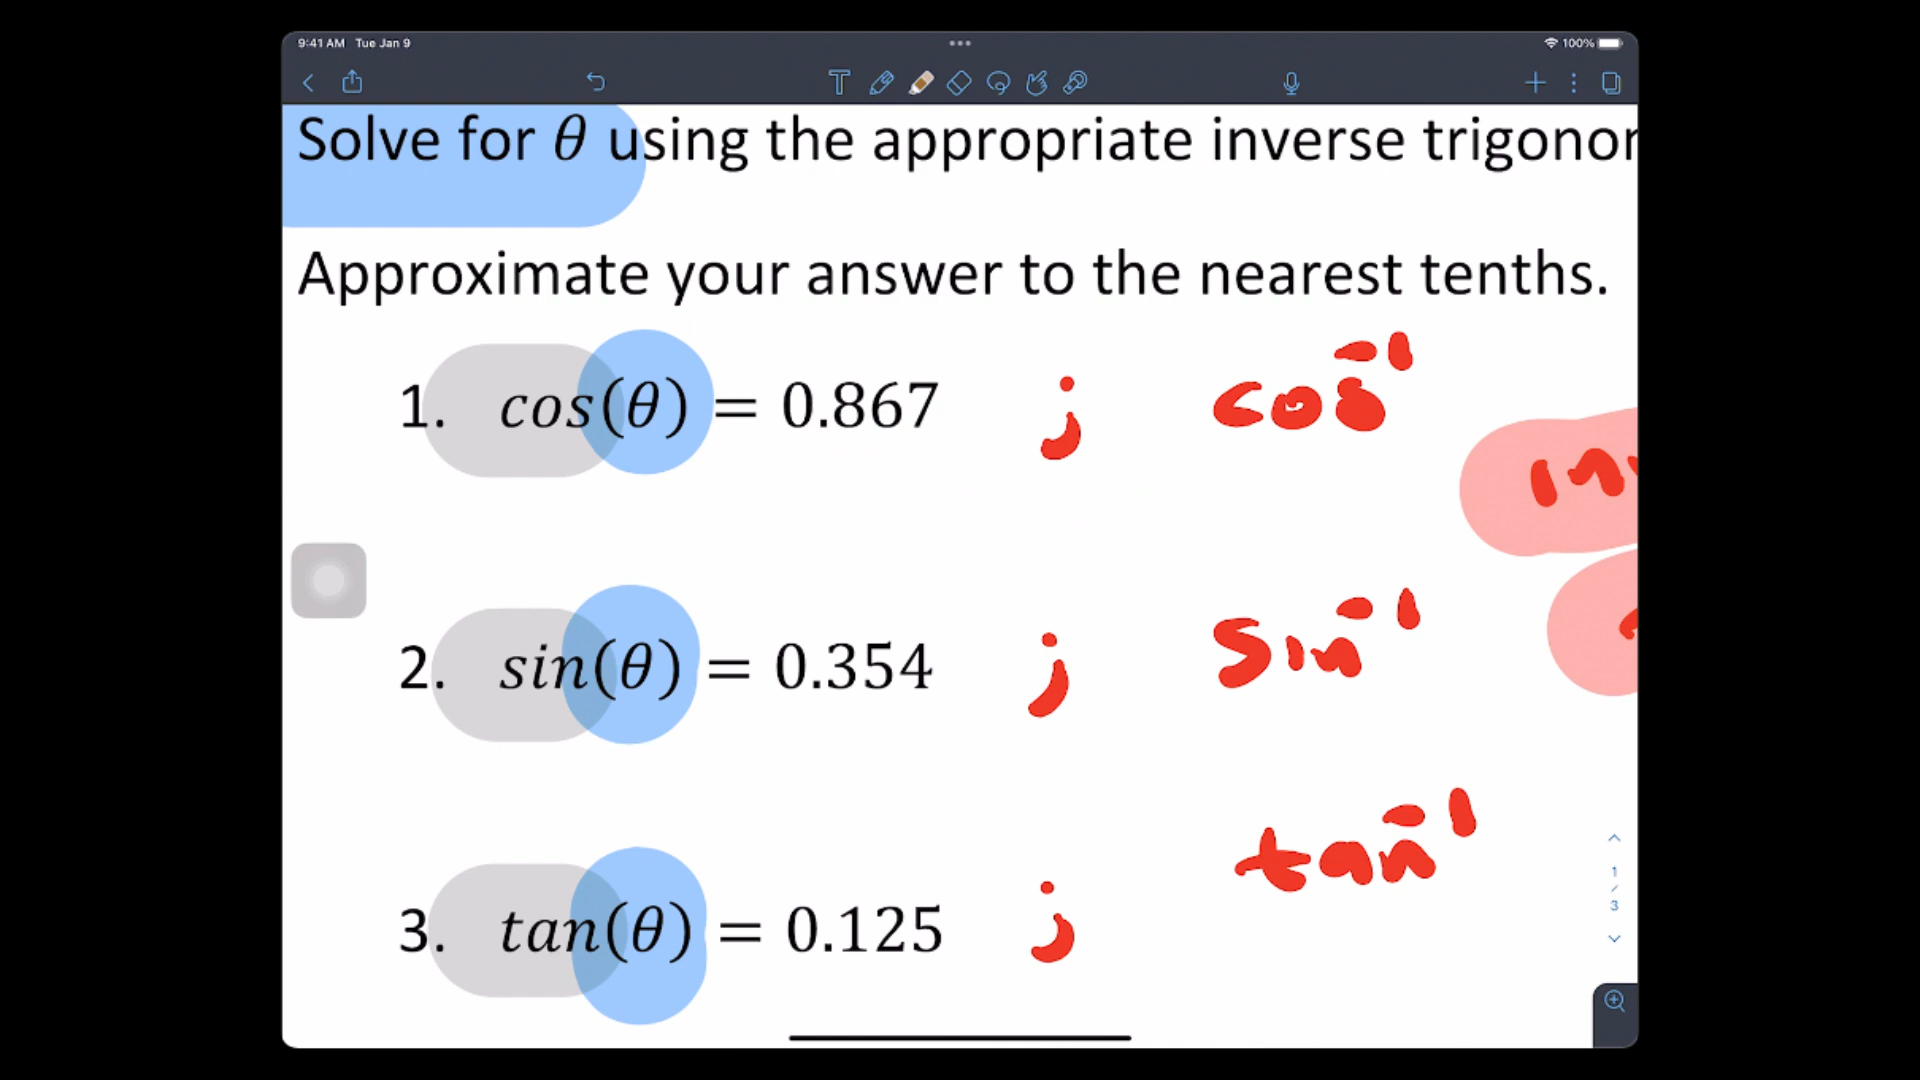 9:41 AM Tue Jan 9
100%
Solve for θ using the appropriate inverse
Approximate your answer to the nearest tenths.
1. cos(θ) = 0.867 ; cos⁻¹
2. sin(θ) = 0.354 ; sin⁻¹
3. tan(θ) = 0.125 ; tan⁻¹
1
/
3